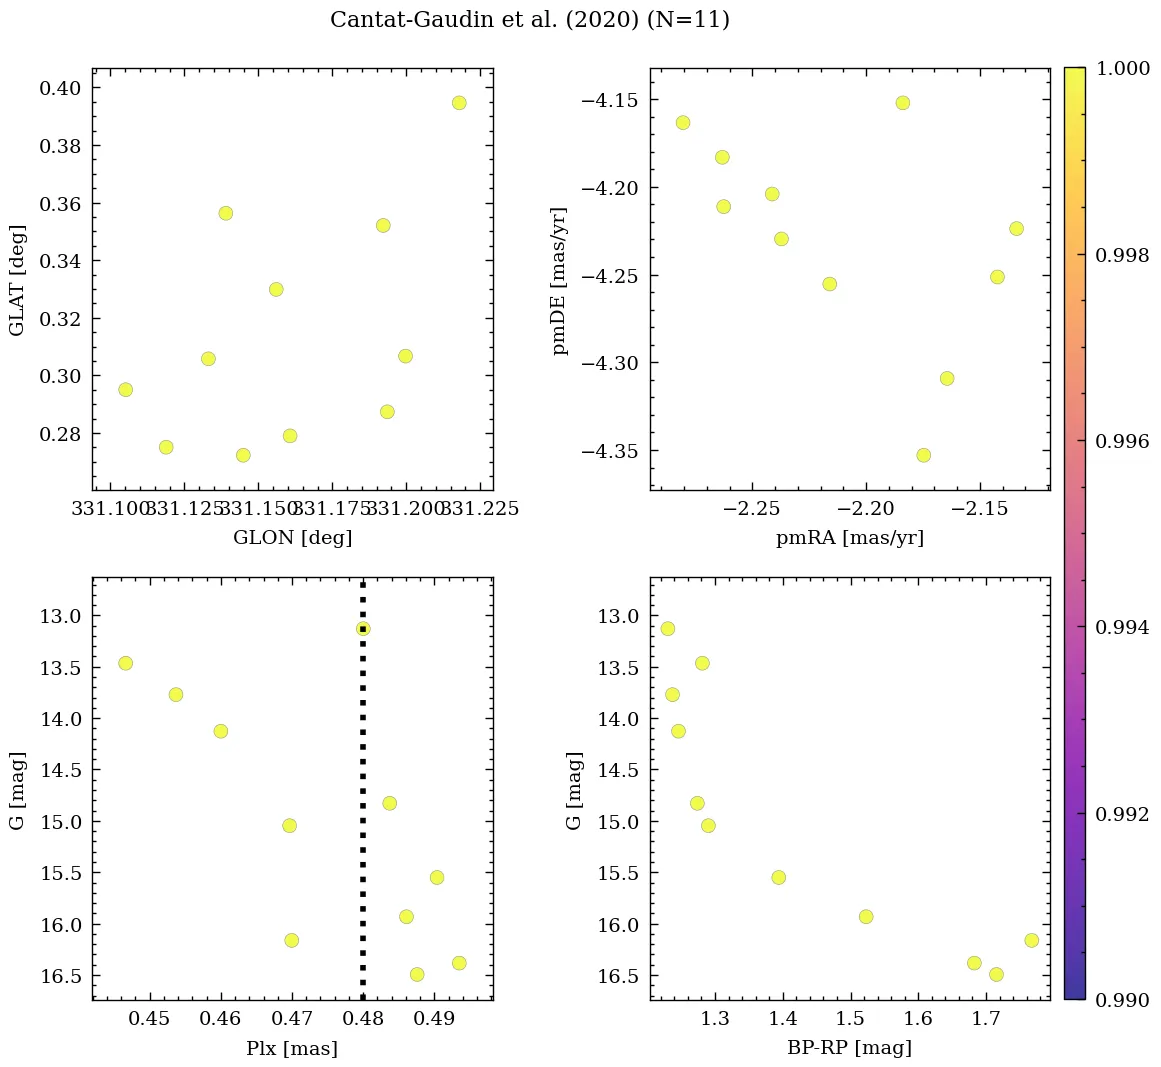 Cantat-Gaudin et al. (2020) (N=11)
0.40
0.38
0.36
0.34
0.32
0.30
0.28
GLAT [deg]
331.100 331.125 331.150 331.175 331.200 331.225
GLON [deg]
−4.15
−4.20
−4.25
−4.30
−4.35
pmDE [mas/yr]
−2.25 −2.20 −2.15
pmRA [mas/yr]
13.0
13.5
14.0
14.5
15.0
15.5
16.0
16.5
G [mag]
0.45 0.46 0.47 0.48 0.49
Plx [mas]
13.0
13.5
14.0
14.5
15.0
15.5
16.0
16.5
G [mag]
1.3 1.4 1.5 1.6 1.7
BP-RP [mag]
1.000
0.998
0.996
0.994
0.992
0.990